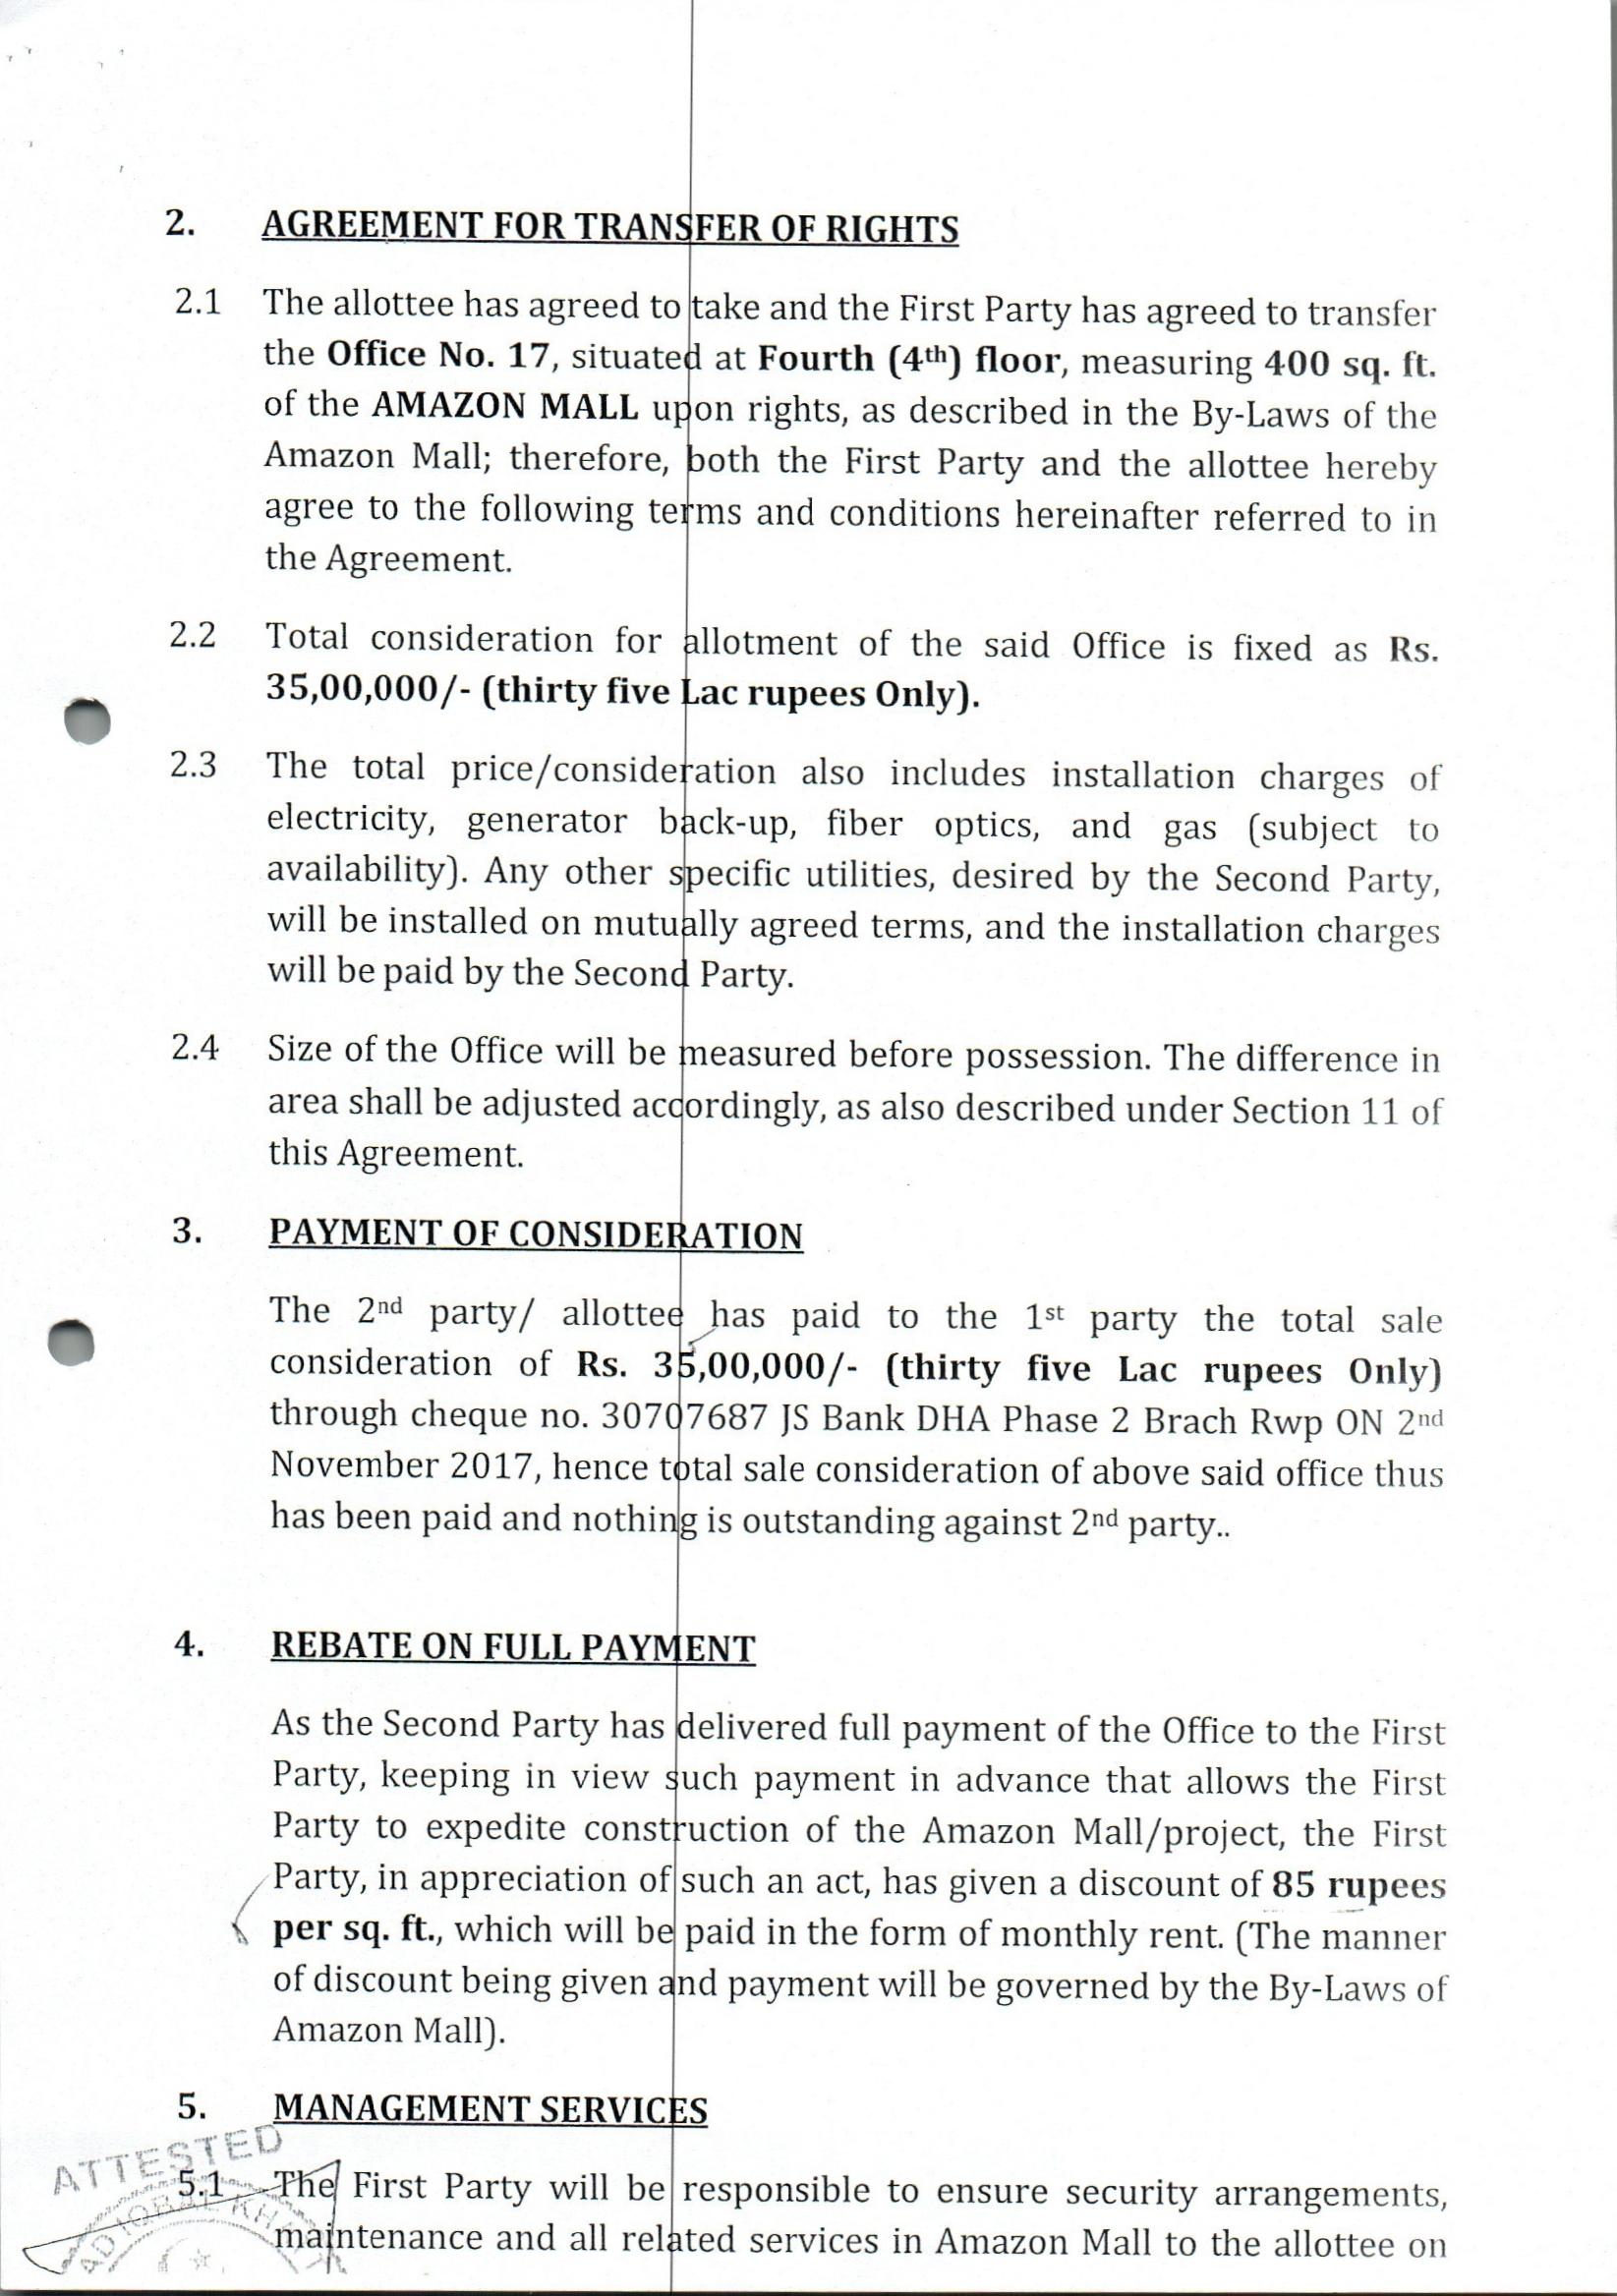 2. AGREEMENT FOR TRANSFER OF RIGHTS
2.1 The allottee has agreed to take and the First Party has agreed to transfer
the Office No. 17, situated at Fourth (4th) floor, measuring 400 sq. ft.
of the AMAZON MALL upon rights, as described in the By-Laws of the
Amazon Mall; therefore, both the First Party and the allottee hereby
agree to the following terms and conditions hereinafter referred to in
the Agreement.
2.2 Total consideration for allotment of the said Office is fixed as Rs.
35,00,000/- (thirty five Lac rupees Only).
2.3 The total price/consideration also includes installation charges of
electricity, generator back-up, fiber optics, and gas (subject to
availability). Any other specific utilities, desired by the Second Party,
will be installed on mutually agreed terms, and the installation charges
will be paid by the Second Party.
2.4 Size of the Office will be measured before possession. The difference in
area shall be adjusted accordingly, as also described under Section 11 of
this Agreement.
3. PAYMENT OF CONSIDERATION
The 2nd party/ allottee has paid to the 1st party the total sale
consideration of Rs. 35,00,000/- (thirty five Lac rupees Only)
through cheque no. 30707687 JS Bank DHA Phase 2 Brach Rwp ON 2nd
November 2017, hence total sale consideration of above said office thus
has been paid and nothing is outstanding against 2nd party..
4. REBATE ON FULL PAYMENT
As the Second Party has delivered full payment of the Office to the First
Party, keeping in view such payment in advance that allows the First
Party to expedite construction of the Amazon Mall/project, the First
Party, in appreciation of such an act, has given a discount of 85 rupees
per sq. ft., which will be paid in the form of monthly rent. (The manner
of discount being given and payment will be governed by the By-Laws of
Amazon Mall).
5. MANAGEMENT SERVICES
ATTESTED
5.1 The First Party will be responsible to ensure security arrangements,
maintenance and all related services in Amazon Mall to the allottee on